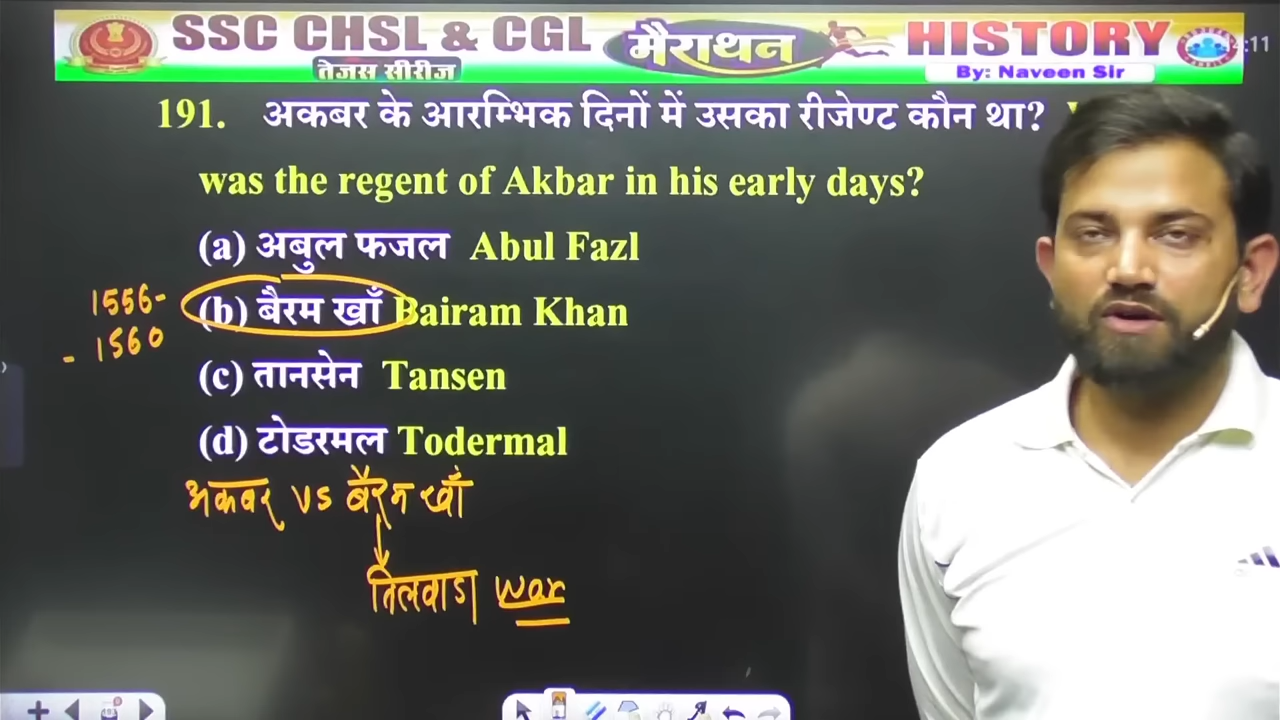 SSC CHSL & CGL मैराथन HISTORY
तेजस सीरीज By: Naveen Sir
191. अकबर के आरम्भिक दिनों में उसका रीजेण्ट कौन था?
was the regent of Akbar in his early days?
(a) अबुल फजल Abul Fazl
(b) बैरम खाँ Bairam Khan
1556-
- 1560
(c) तानसेन Tansen
(d) टोडरमल Todermal
अकबर vs बैरम खाँ
तिलवाडा war